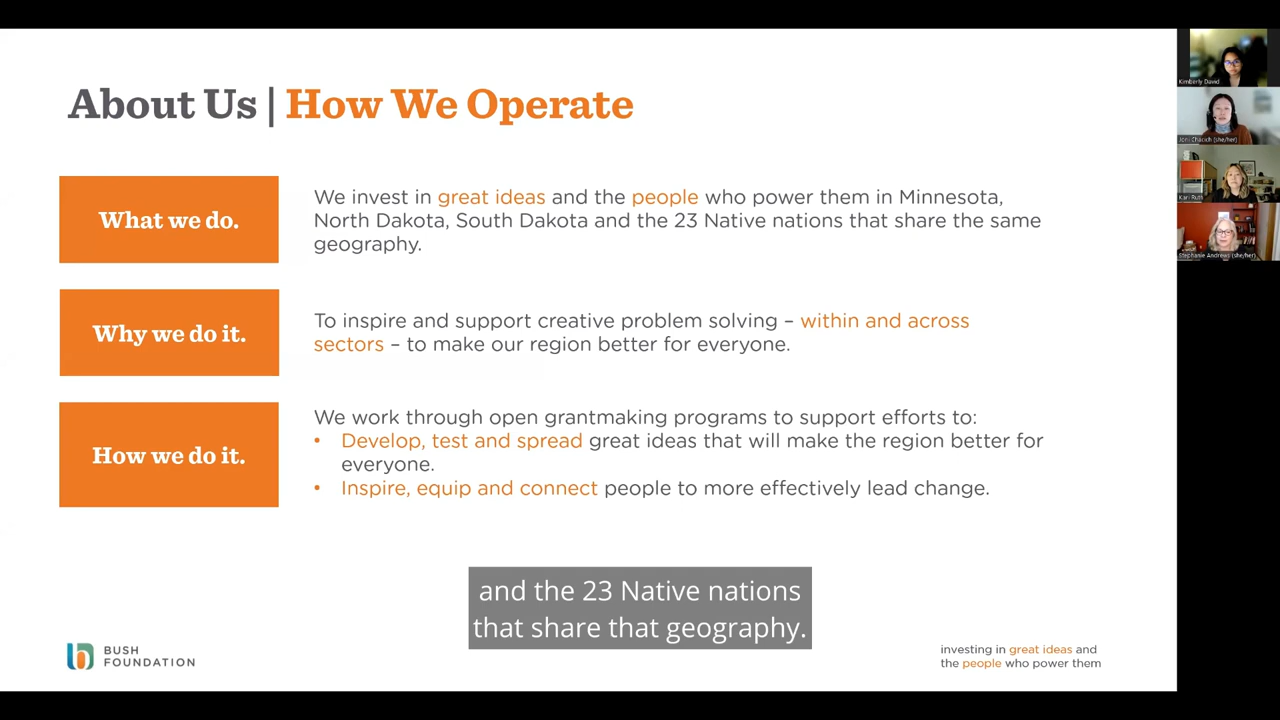 About Us | How We Operate
What we do.
We invest in great ideas and the people who power them in Minnesota,
North Dakota, South Dakota and the 23 Native nations that share the same
geography.
Why we do it.
To inspire and support creative problem solving – within and across
sectors – to make our region better for everyone.
How we do it.
We work through open grantmaking programs to support efforts to:
• Develop, test and spread great ideas that will make the region better for
everyone.
• Inspire, equip and connect people to more effectively lead change.
and the 23 Native nations
that share that geography.
BUSH
FOUNDATION
investing in great ideas and
the people who power them
Kimberly David
(she/her)
Kari Ruth
Stephanie Andrews (she/her)